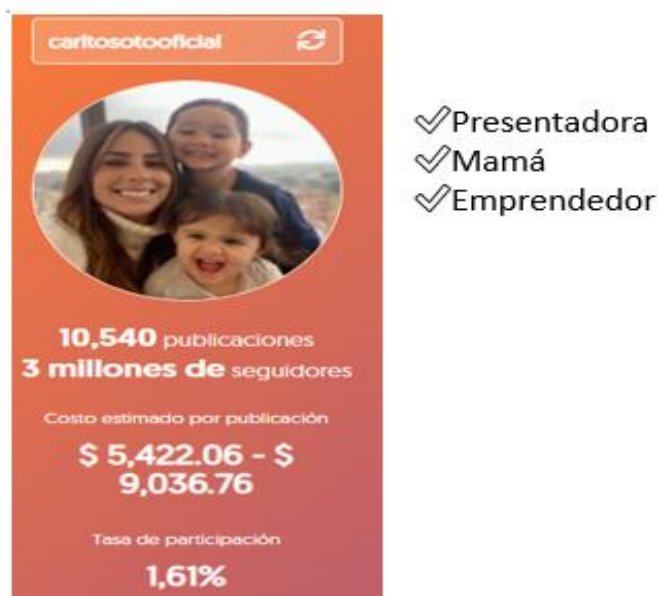 caritosotooficial
✓Presentadora
✓Mamá
✓Emprendedor
10,540 publicaciones
3 millones de seguidores
Costo estimado por publicación
$ 5,422.06 - $
9,036.76
Tasa de participación
1,61%